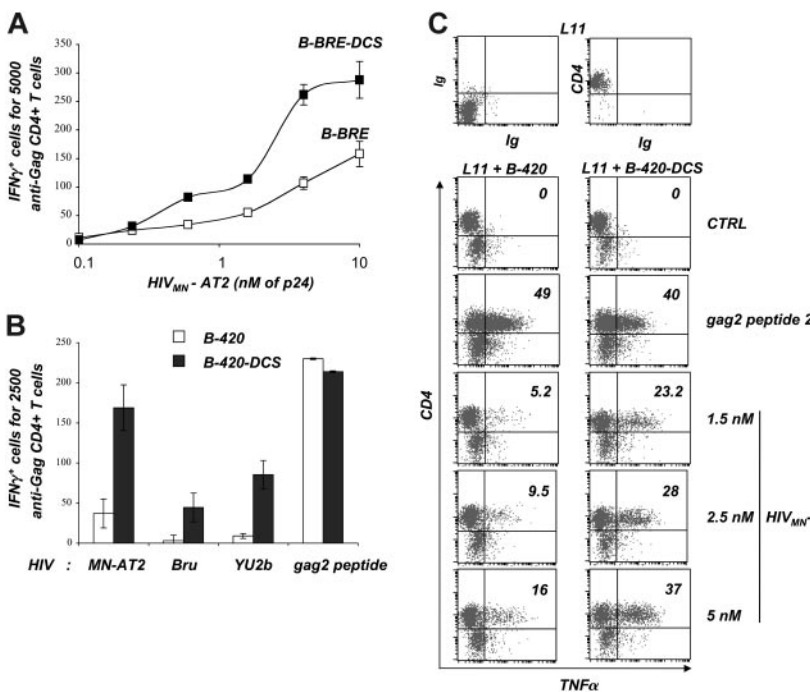 A
B-BRE-DCS
B-BRE
IFNγ⁺ cells for 5000
anti-Gag CD4+ T cells
350
300
250
200
150
100
50
0
0.1
1
10
HIV_MN - AT2 (nM of p24)
B
B-420
B-420-DCS
IFNγ⁺ cells for 2500
anti-Gag CD4+ T cells
250
200
150
100
50
0
HIV : MN-AT2 Bru YU2b gag2 peptide
C
L11
Ig
Ig
CD4
Ig
L11 + B-420
L11 + B-420-DCS
0
0
CTRL
49
40
gag2 peptide 2
5.2
23.2
1.5 nM
9.5
28
2.5 nM
HIV_MN-
16
37
5 nM
CD4
TNFα